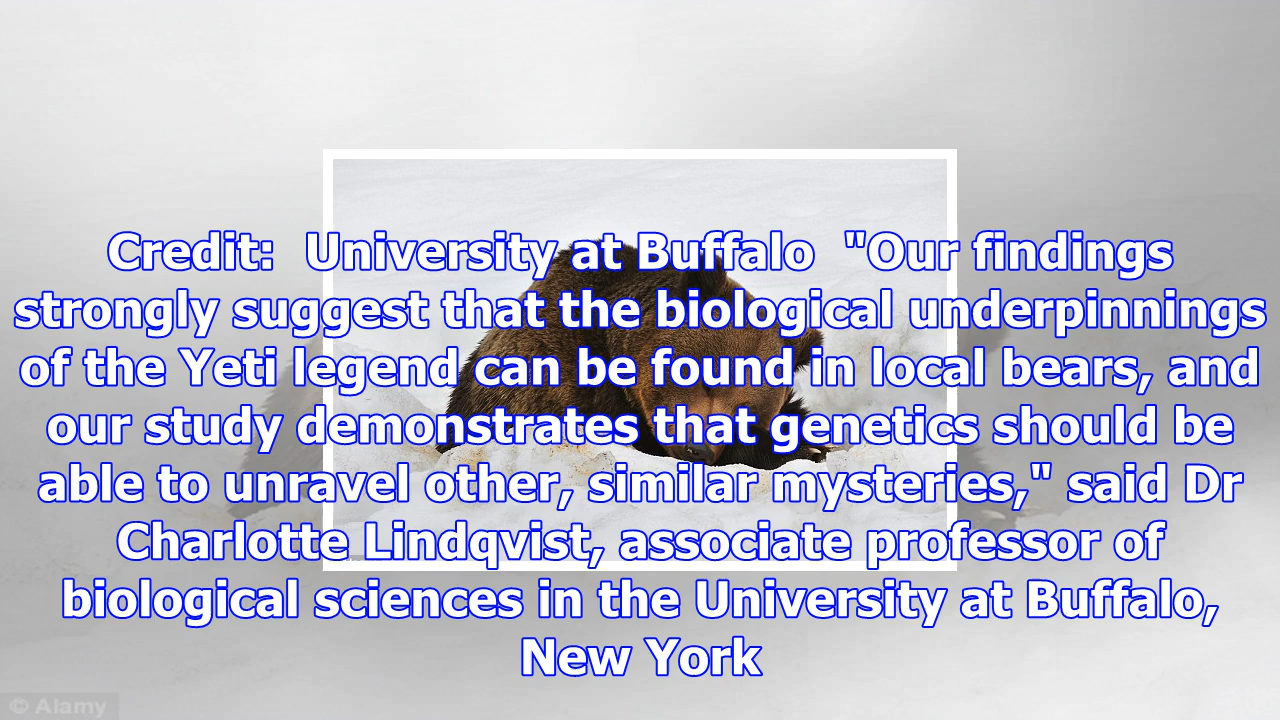 Credit:  University at Buffalo  "Our findings
strongly suggest that the biological underpinnings
of the Yeti legend can be found in local bears, and
our study demonstrates that genetics should be
able to unravel other, similar mysteries," said Dr
Charlotte Lindqvist, associate professor of
biological sciences in the University at Buffalo,
New York
© Alamy